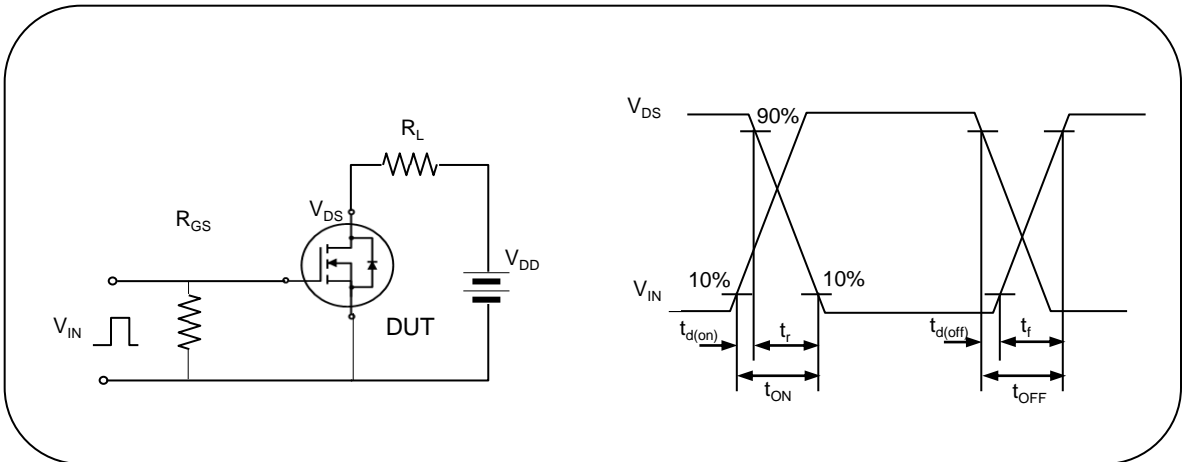 R_L
R_GS
V_DS
V_DD
V_IN
DUT
V_DS
90%
10%
10%
V_IN
t_d(on)
t_r
t_d(off)
t_f
t_ON
t_OFF